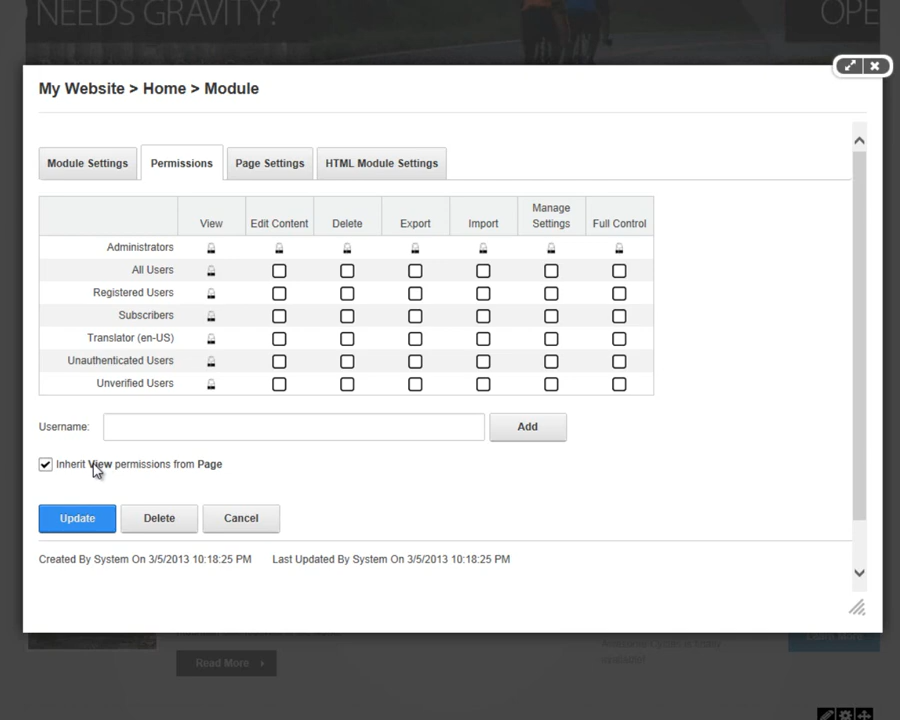 NEEDS GRAVITY?
OPE
My Website > Home > Module
Module Settings
Permissions
Page Settings
HTML Module Settings
View
Edit Content
Delete
Export
Import
Manage
Settings
Full Control
Administrators
All Users
Registered Users
Subscribers
Translator (en-US)
Unauthenticated Users
Unverified Users
Username:
Add
Inherit View permissions from Page
Update
Delete
Cancel
Created By System On 3/5/2013 10:18:25 PM
Last Updated By System On 3/5/2013 10:18:25 PM
Learn More
Read More